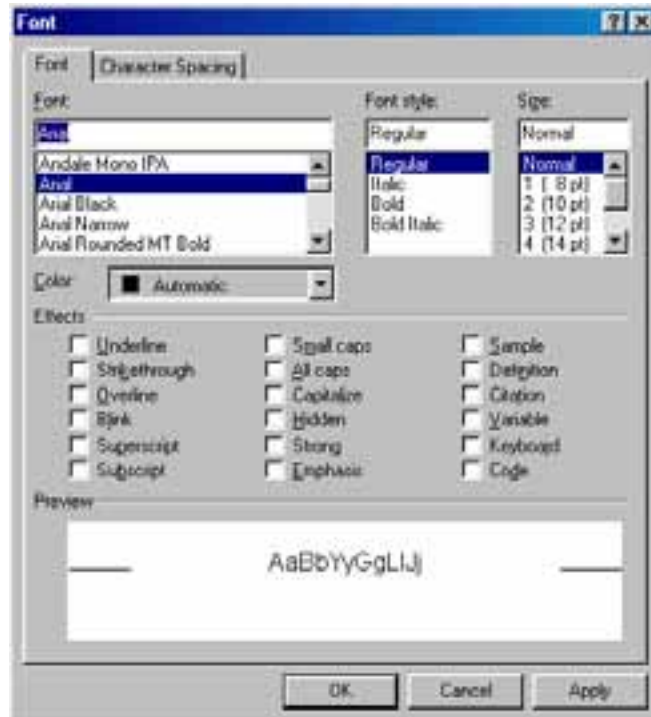 Font
Font Character Spacing
Font: Font style: Size:
Arial Regular Normal
Andale Mono IPA
Arial
Arial Black
Arial Narrow
Arial Rounded MT Bold
Regular
Italic
Bold
Bold Italic
Normal
1 ( 8 pt)
2 (10 pt)
3 (12 pt)
4 (14 pt)
Color: Automatic
Effects
Underline Small caps Sample
Strikethrough All caps Definition
Overline Capitalize Citation
Blink Hidden Variable
Superscript Strong Keyboard
Subscript Emphasis Code
Preview
AaBbYyGgLlJj
OK Cancel Apply